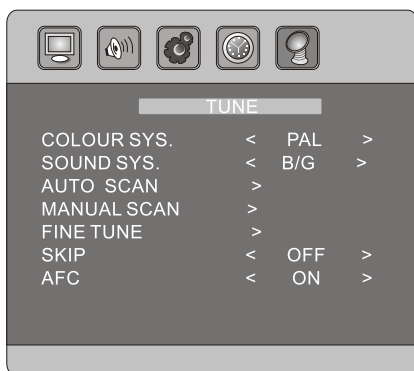 TUNE
COLOUR SYS. < PAL >
SOUND SYS. < B/G >
AUTO SCAN >
MANUAL SCAN >
FINE TUNE >
SKIP < OFF >
AFC < ON >